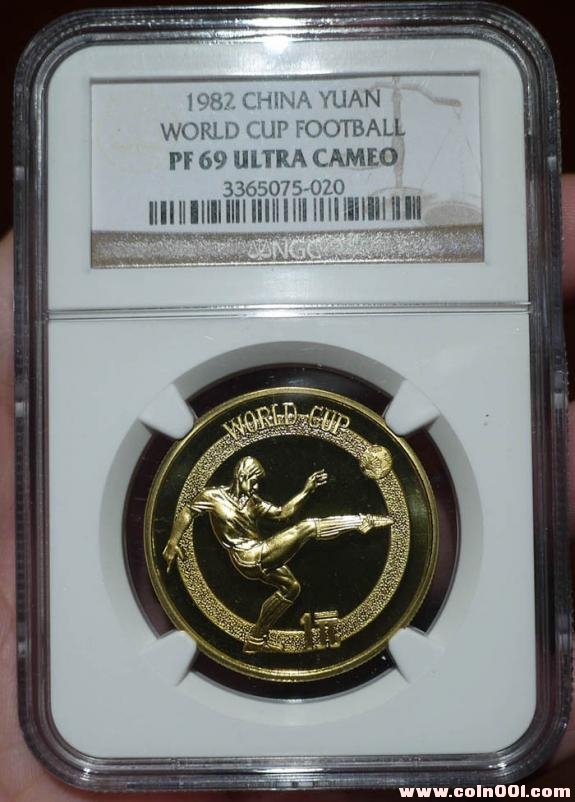 1982 CHINA YUAN
WORLD CUP FOOTBALL
PF 69 ULTRA CAMEO
3365075-020
NGC
WORLD CUP
1元
www.coin001.com